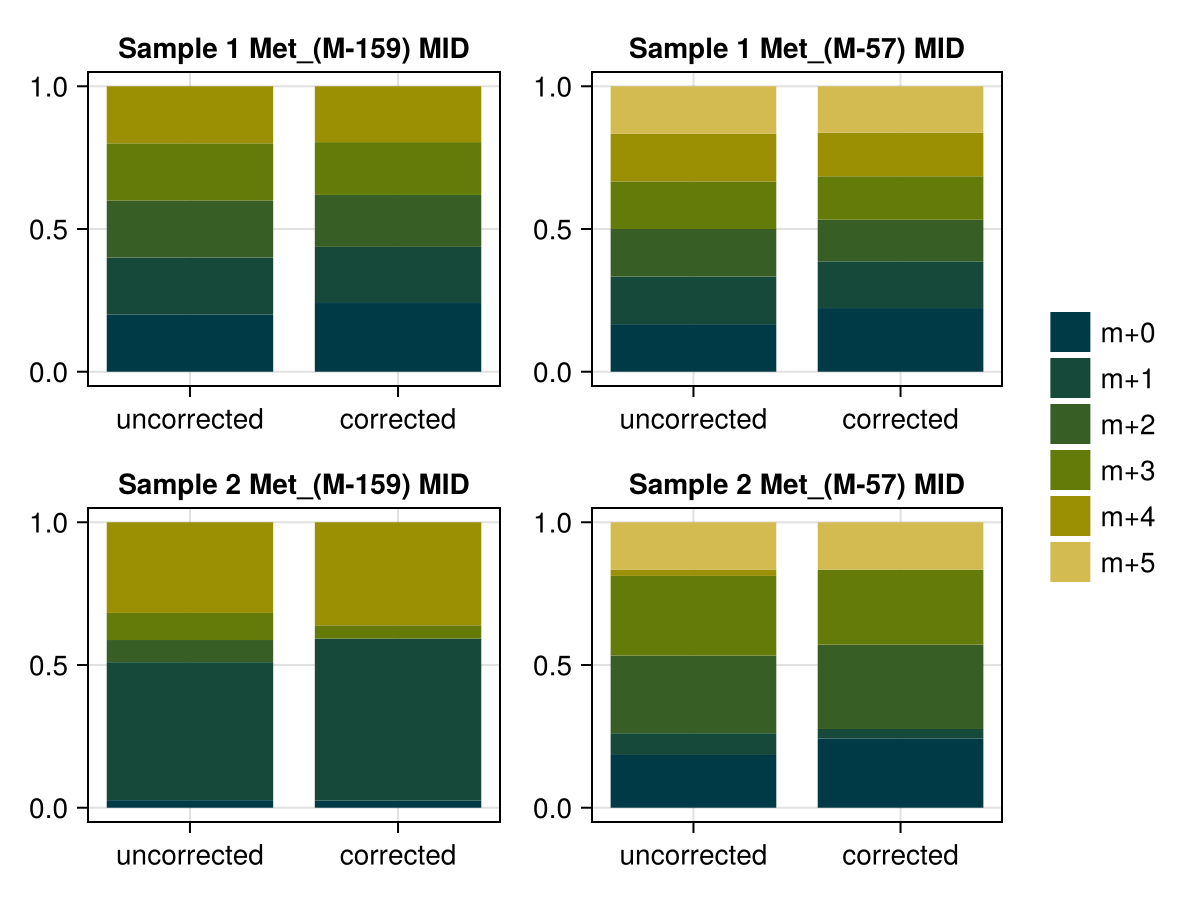 Sample 1 Met_(M-159) MID
1.0
0.5
0.0
uncorrected
corrected
Sample 1 Met_(M-57) MID
1.0
0.5
0.0
uncorrected
corrected
Sample 2 Met_(M-159) MID
1.0
0.5
0.0
uncorrected
corrected
Sample 2 Met_(M-57) MID
1.0
0.5
0.0
uncorrected
corrected
m+0
m+1
m+2
m+3
m+4
m+5